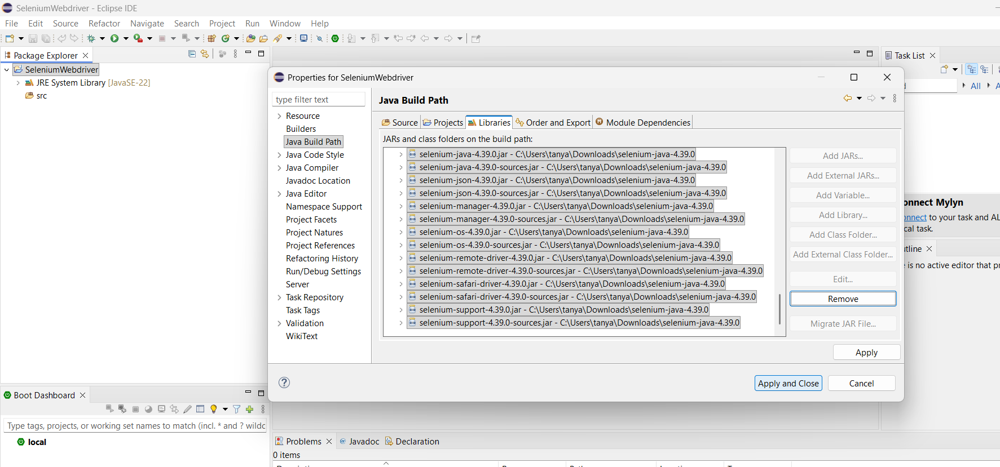 SeleniumWebdriver - Eclipse IDE
File Edit Source Refactor Navigate Search Project Run Window Help
Package Explorer
SeleniumWebdriver
JRE System Library [JavaSE-22]
src
Properties for SeleniumWebdriver
type filter text
Resource
Builders
Java Build Path
Java Code Style
Java Compiler
Javadoc Location
Java Editor
Namespace Support
Project Facets
Project Natures
Project References
Refactoring History
Run/Debug Settings
Server
Task Repository
Task Tags
Validation
WikiText
Java Build Path
Source Projects Libraries Order and Export Module Dependencies
JARs and class folders on the build path:
selenium-java-4.39.0.jar - C:\Users\tanya\Downloads\selenium-java-4.39.0
selenium-java-4.39.0-sources.jar - C:\Users\tanya\Downloads\selenium-java-4.39.0
selenium-json-4.39.0.jar - C:\Users\tanya\Downloads\selenium-java-4.39.0
selenium-json-4.39.0-sources.jar - C:\Users\tanya\Downloads\selenium-java-4.39.0
selenium-manager-4.39.0.jar - C:\Users\tanya\Downloads\selenium-java-4.39.0
selenium-manager-4.39.0-sources.jar - C:\Users\tanya\Downloads\selenium-java-4.39.0
selenium-os-4.39.0.jar - C:\Users\tanya\Downloads\selenium-java-4.39.0
selenium-os-4.39.0-sources.jar - C:\Users\tanya\Downloads\selenium-java-4.39.0
selenium-remote-driver-4.39.0.jar - C:\Users\tanya\Downloads\selenium-java-4.39.0
selenium-remote-driver-4.39.0-sources.jar - C:\Users\tanya\Downloads\selenium-java-4.39.0
selenium-safari-driver-4.39.0.jar - C:\Users\tanya\Downloads\selenium-java-4.39.0
selenium-safari-driver-4.39.0-sources.jar - C:\Users\tanya\Downloads\selenium-java-4.39.0
selenium-support-4.39.0.jar - C:\Users\tanya\Downloads\selenium-java-4.39.0
selenium-support-4.39.0-sources.jar - C:\Users\tanya\Downloads\selenium-java-4.39.0
Add JARs...
Add External JARs...
Add Variable...
Add Library...
Add Class Folder...
Add External Class Folder...
Edit...
Remove
Migrate JAR File...
Apply
Apply and Close Cancel
Task List
All
onnect Mylyn
onnect to your task and AL
cal task.
utline
is no active editor that pr
Boot Dashboard
Type tags, projects, or working set names to match (incl. * and ? wildc
local
Problems Javadoc Declaration
0 items